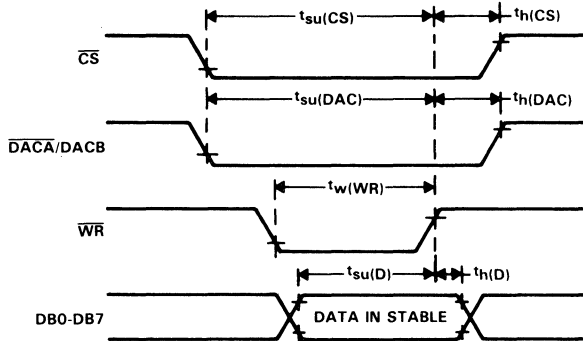 tsu(CS)
th(CS)
CS
tsu(DAC)
th(DAC)
DACA/DACB
tw(WR)
WR
tsu(D)
th(D)
DB0-DB7
DATA IN STABLE